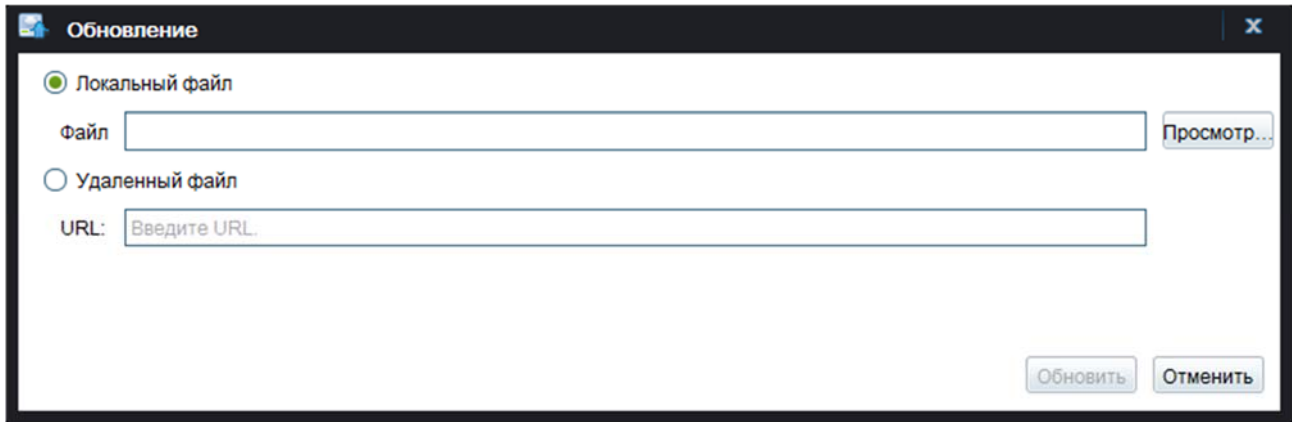 Обновление
Локальный файл
Файл Просмотр...
Удаленный файл
URL: Введите URL.
Обновить Отменить